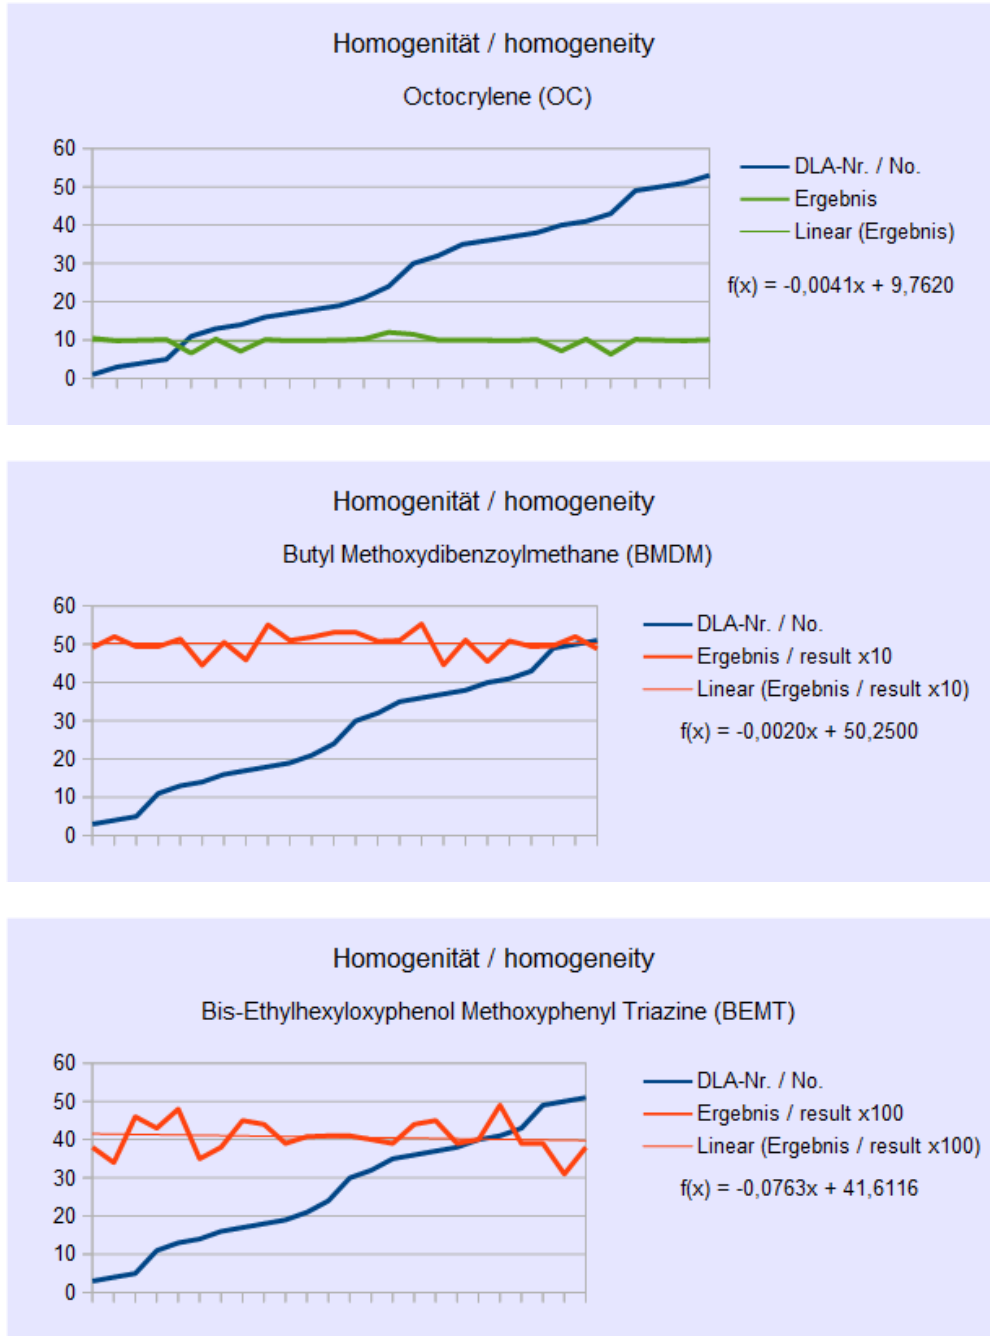 Homogenität / homogeneity
Octocrylene (OC)
60
50
40
30
20
10
0
DLA-Nr. / No.
Ergebnis
Linear (Ergebnis)
f(x) = -0,0041x + 9,7620
Homogenität / homogeneity
Butyl Methoxydibenzoylmethane (BMDM)
60
50
40
30
20
10
0
DLA-Nr. / No.
Ergebnis / result x10
Linear (Ergebnis / result x10)
f(x) = -0,0020x + 50,2500
Homogenität / homogeneity
Bis-Ethylhexyloxyphenol Methoxyphenyl Triazine (BEMT)
60
50
40
30
20
10
0
DLA-Nr. / No.
Ergebnis / result x100
Linear (Ergebnis / result x100)
f(x) = -0,0763x + 41,6116